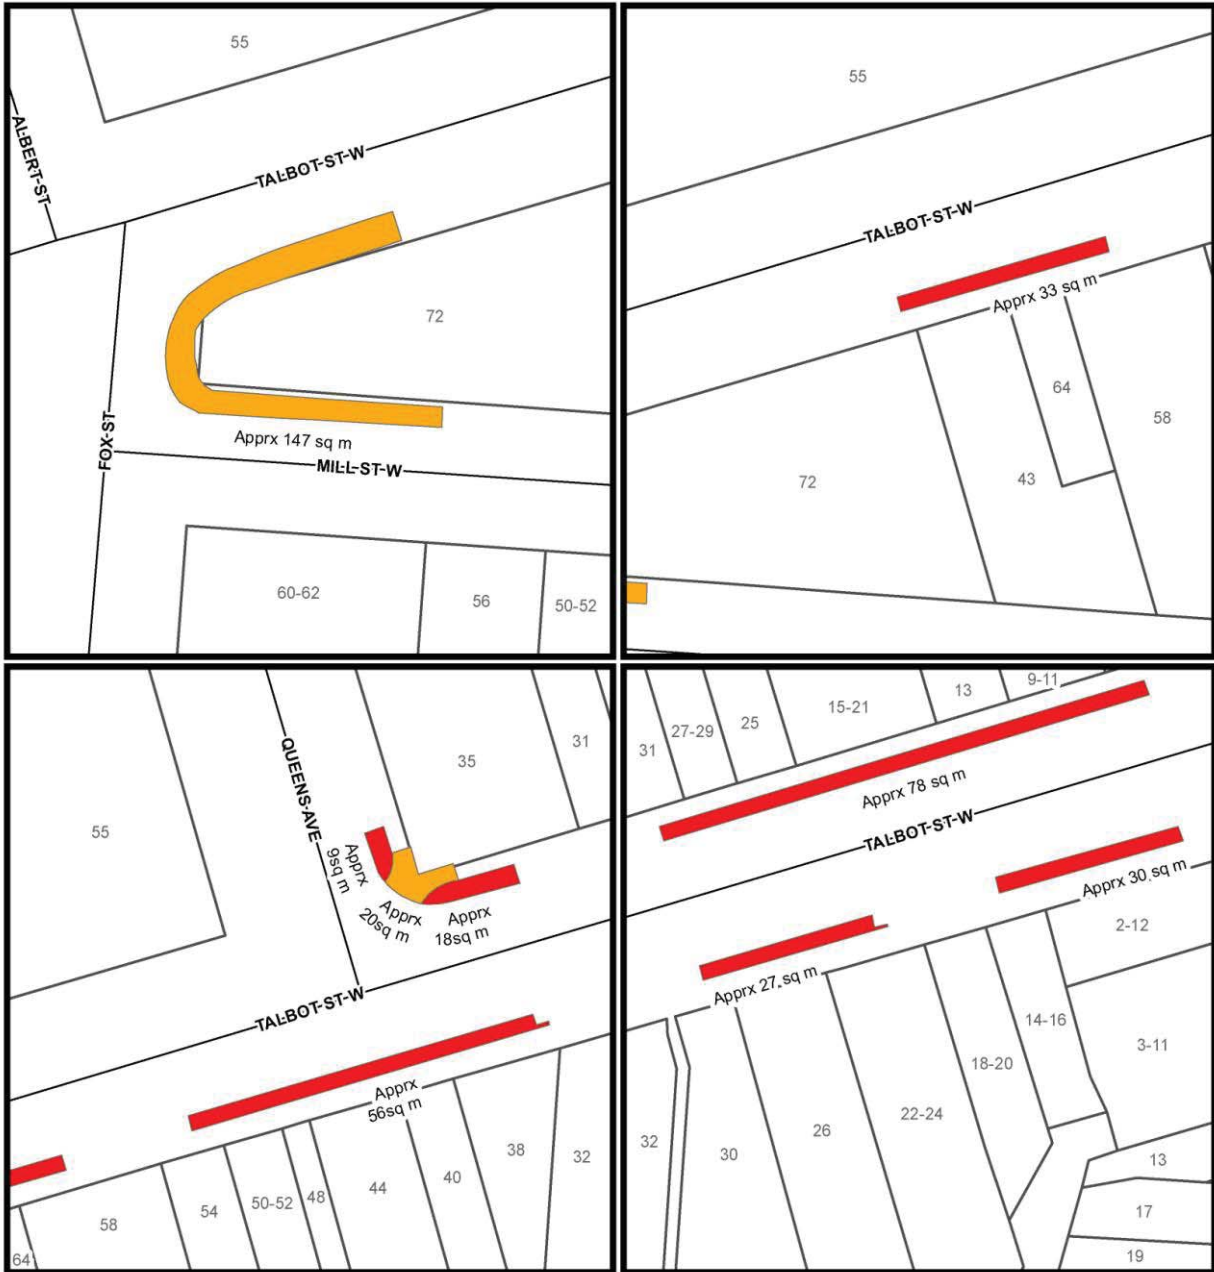 55
ALBERT-ST
TALBOT-ST-W
72
FOX-ST
Apprx 147 sq m
MILL-ST-W
60-62
56
50-52
55
TALBOT-ST-W
Apprx 33 sq m
64
58
72
43
55
QUEENS-AVE
35
31
Apprx
9sq m
Apprx
20sq m
Apprx
18sq m
TALBOT-ST-W
Apprx
56sq m
64
58
54
50-52
48
44
40
38
32
31
27-29
25
15-21
13
9-11
Apprx 78 sq m
TALBOT-ST-W
Apprx 30 sq m
Apprx 27 sq m
2-12
14-16
3-11
18-20
22-24
26
30
32
13
17
19